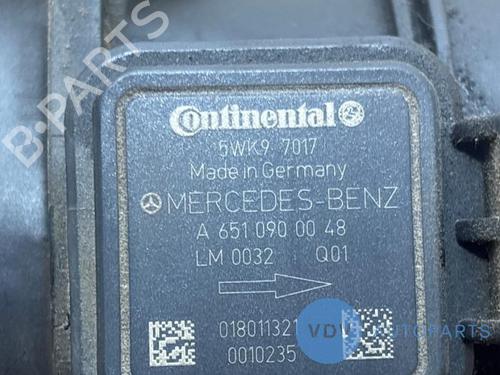 B-PARTS
Continental
5WK9 7017
Made in Germany
MERCEDES-BENZ
A 651 090 00 48
LM 0032 Q01
018011321
0010235
VDV AUTOPARTS